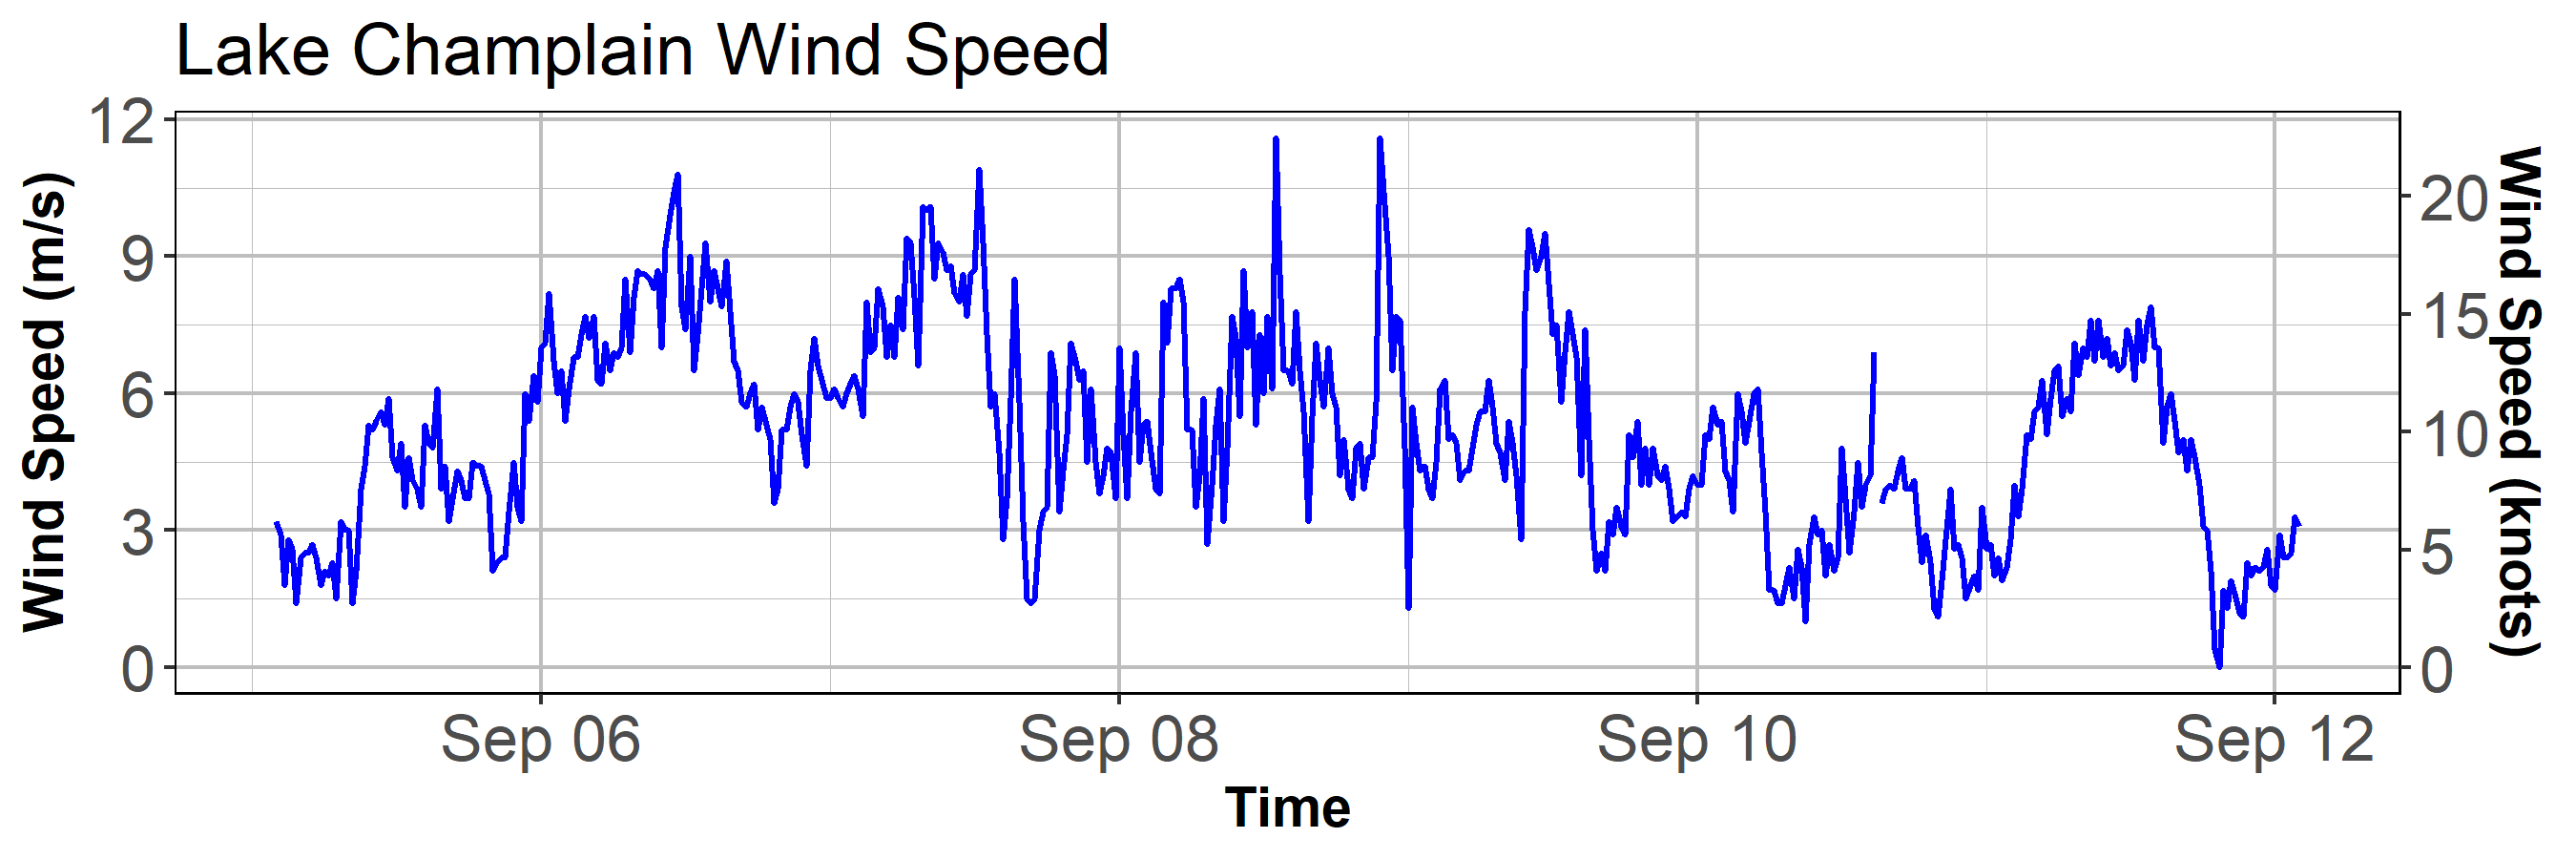 Lake Champlain Wind Speed
Wind Speed (m/s)
12
9
6
3
0
Wind Speed (knots)
20
15
10
5
0
Sep 06
Sep 08
Sep 10
Sep 12
Time